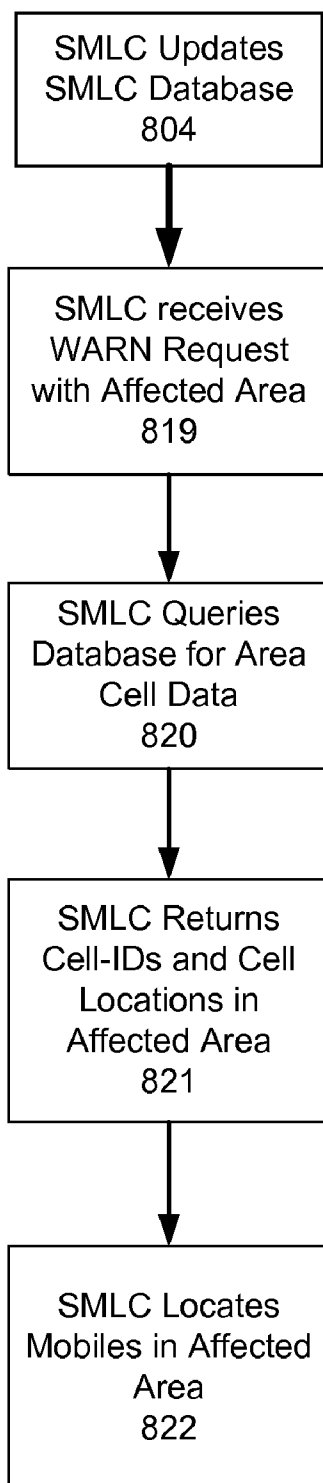 SMLC Updates
SMLC Database
804
SMLC receives
WARN Request
with Affected Area
819
SMLC Queries
Database for Area
Cell Data
820
SMLC Returns
Cell-IDs and Cell
Locations in
Affected Area
821
SMLC Locates
Mobiles in Affected
Area
822